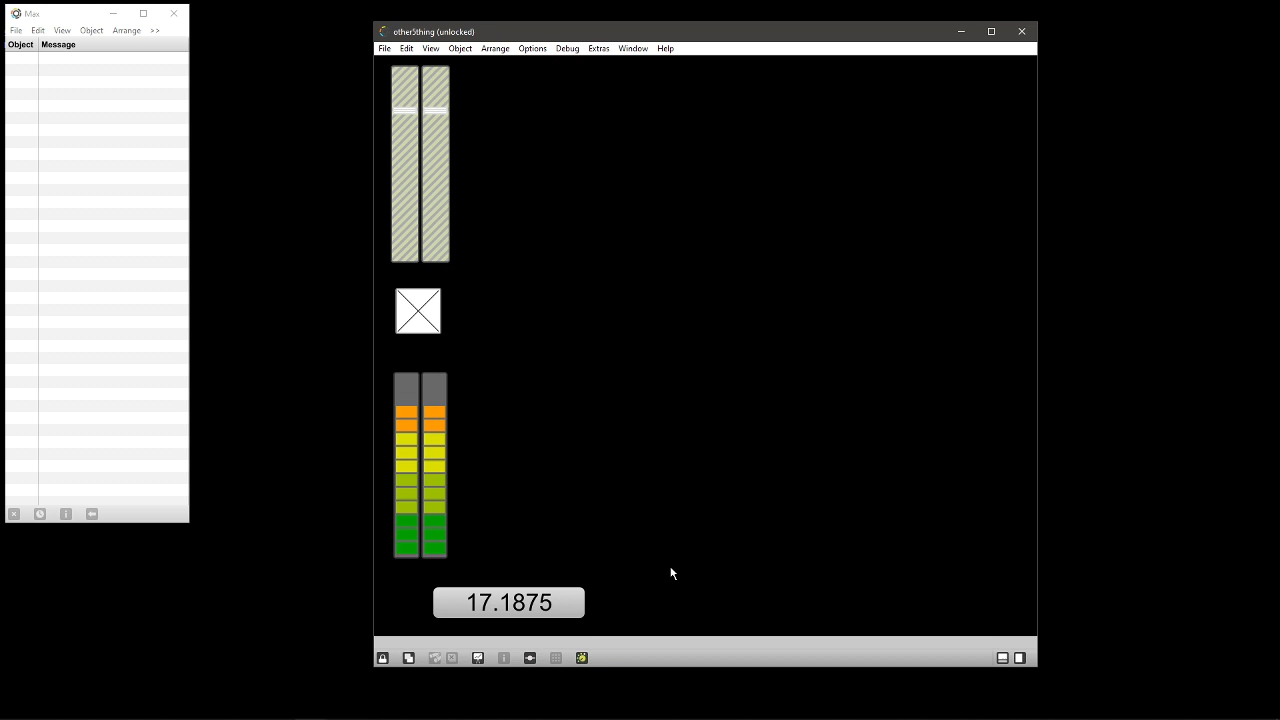 Max
File Edit View Object Arrange >>
Object Message
other5thing (unlocked)
File Edit View Object Arrange Options Debug Extras Window Help
17.1875